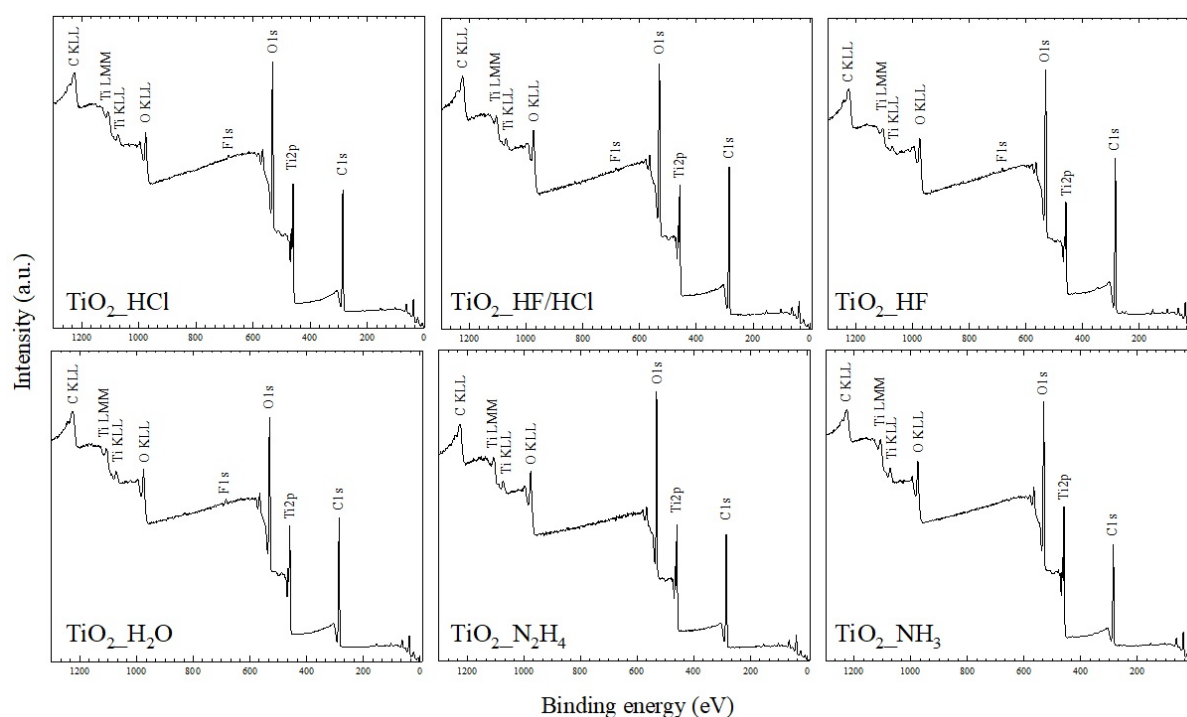 C KLL
Ti LMM
Ti KLL
O KLL
F1s
O1s
Ti2p
C1s
TiO2_HCl
1200 1000 800 600 400 200 0
C KLL
Ti LMM
Ti KLL
O KLL
F1s
O1s
Ti2p
C1s
TiO2_HF/HCl
1200 1000 800 600 400 200 0
C KLL
Ti LMM
Ti KLL
O KLL
F1s
O1s
Ti2p
C1s
TiO2_HF
1200 1000 800 600 400 200
Intensity (a.u.)
C KLL
Ti LMM
Ti KLL
O KLL
F1s
O1s
Ti2p
C1s
TiO2_H2O
1200 1000 800 600 400 200 0
C KLL
Ti LMM
Ti KLL
O KLL
O1s
Ti2p
C1s
TiO2_N2H4
1200 1000 800 600 400 200 0
C KLL
Ti LMM
Ti KLL
O KLL
O1s
Ti2p
C1s
TiO2_NH3
1200 1000 800 600 400 200
Binding energy (eV)